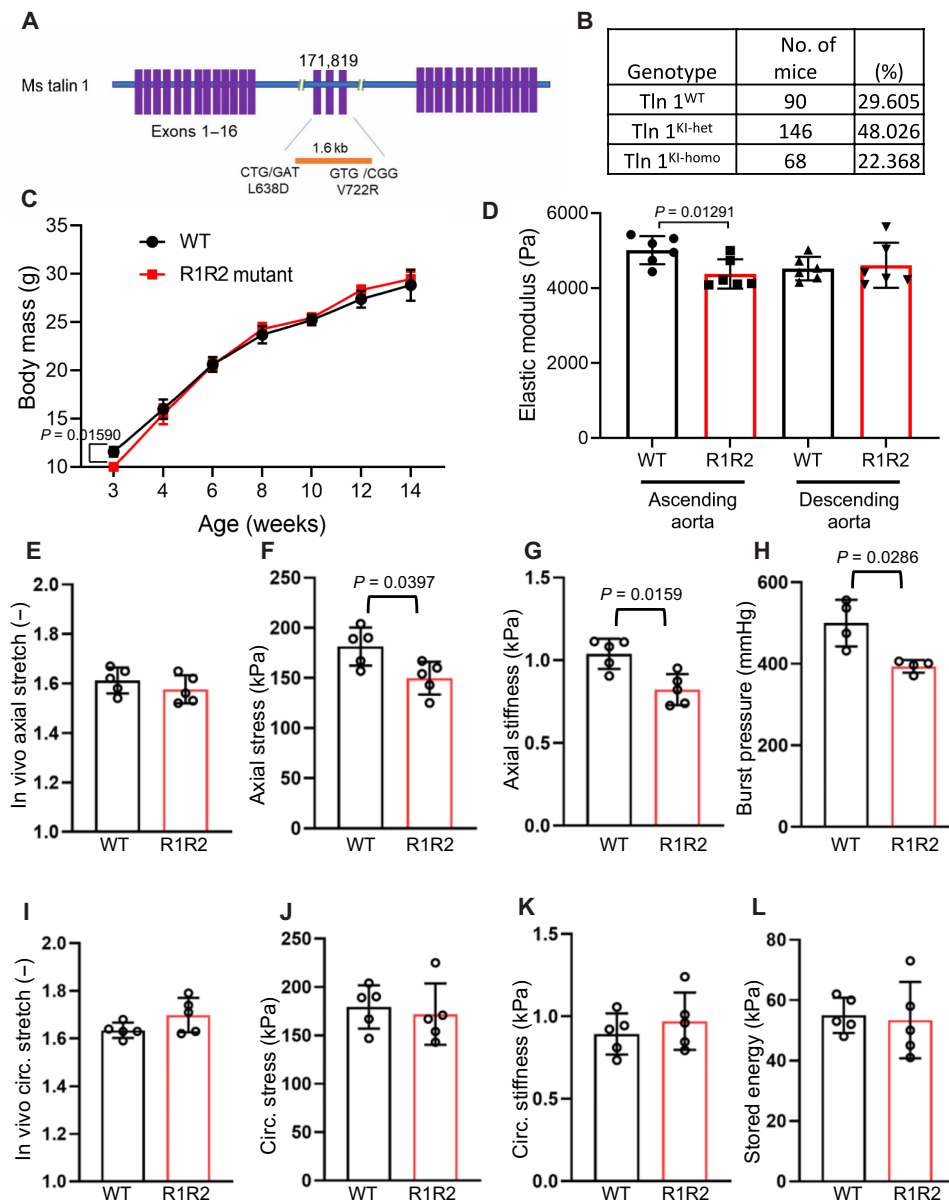 A
171,819
Ms talin 1
Exons 1–16
1.6 kb
CTG/GAT
L638D
GTG /CGG
V722R
B
Genotype
No. of
mice
(%)
Tln 1WT 90 29.605
Tln 1KI-het 146 48.026
Tln 1KI-homo 68 22.368
C
Body mass (g)
35
30
25
20
15
10
WT
R1R2 mutant
P = 0.01590
3 4 6 8 10 12 14
Age (weeks)
D
Elastic modulus (Pa)
6000
4000
2000
0
P = 0.01291
WT R1R2 WT R1R2
Ascending
aorta
Descending
aorta
E
In vivo axial stretch (–)
2.0
1.8
1.6
1.4
1.2
1.0
WT R1R2
F
Axial stress (kPa)
250
200
150
100
50
0
P = 0.0397
WT R1R2
G
Axial stiffness (kPa)
1.5
1.0
0.5
0.0
P = 0.0159
WT R1R2
H
Burst pressure (mmHg)
600
400
200
0
P = 0.0286
WT R1R2
I
In vivo circ. stretch (–)
2.0
1.8
1.6
1.4
1.2
1.0
WT R1R2
J
Circ. stress (kPa)
250
200
150
100
50
0
WT R1R2
K
Circ. stiffness (kPa)
1.5
1.0
0.5
0.0
WT R1R2
L
Stored energy (kPa)
80
60
40
20
0
WT R1R2